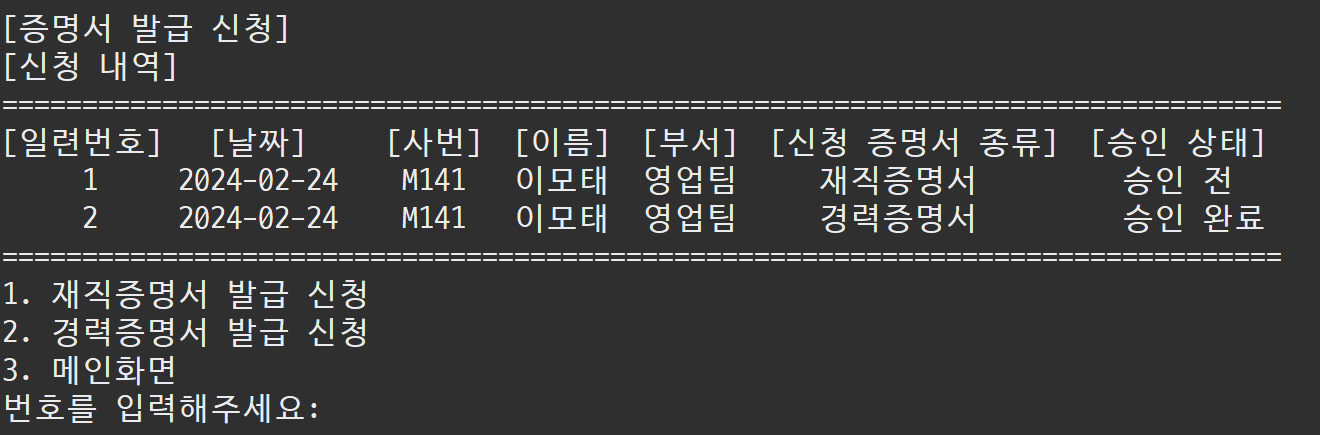 [증명서 발급 신청]
[신청 내역]
================================================================================
[일련번호]   [날짜]     [사번]  [이름]  [부서]  [신청 증명서 종류]  [승인 상태]
     1     2024-02-24    M141   이모태  영업팀     재직증명서         승인 전
     2     2024-02-24    M141   이모태  영업팀     경력증명서         승인 완료
================================================================================
1. 재직증명서 발급 신청
2. 경력증명서 발급 신청
3. 메인화면
번호를 입력해주세요: